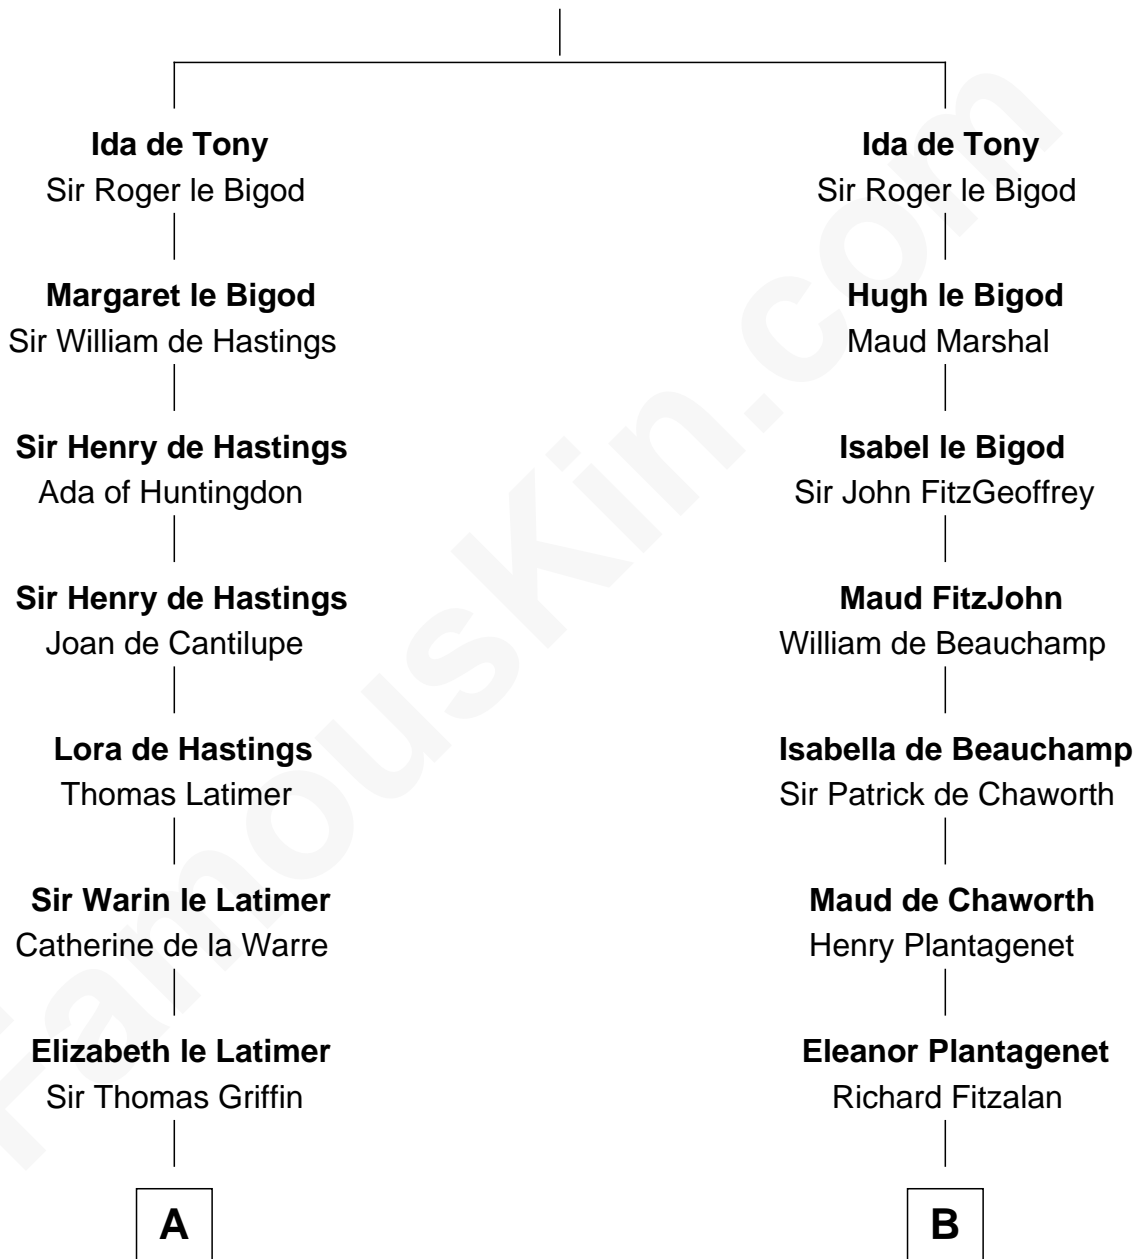 Ida de Tony
Sir Roger le Bigod
Margaret le Bigod
Sir William de Hastings
Sir Henry de Hastings
Ada of Huntingdon
Sir Henry de Hastings
Joan de Cantilupe
Lora de Hastings
Thomas Latimer
Sir Warin le Latimer
Catherine de la Warre
Elizabeth le Latimer
Sir Thomas Griffin
A
Ida de Tony
Sir Roger le Bigod
Hugh le Bigod
Maud Marshal
Isabel le Bigod
Sir John FitzGeoffrey
Maud FitzJohn
William de Beauchamp
Isabella de Beauchamp
Sir Patrick de Chaworth
Maud de Chaworth
Henry Plantagenet
Eleanor Plantagenet
Richard Fitzalan
B
FamousKin.com